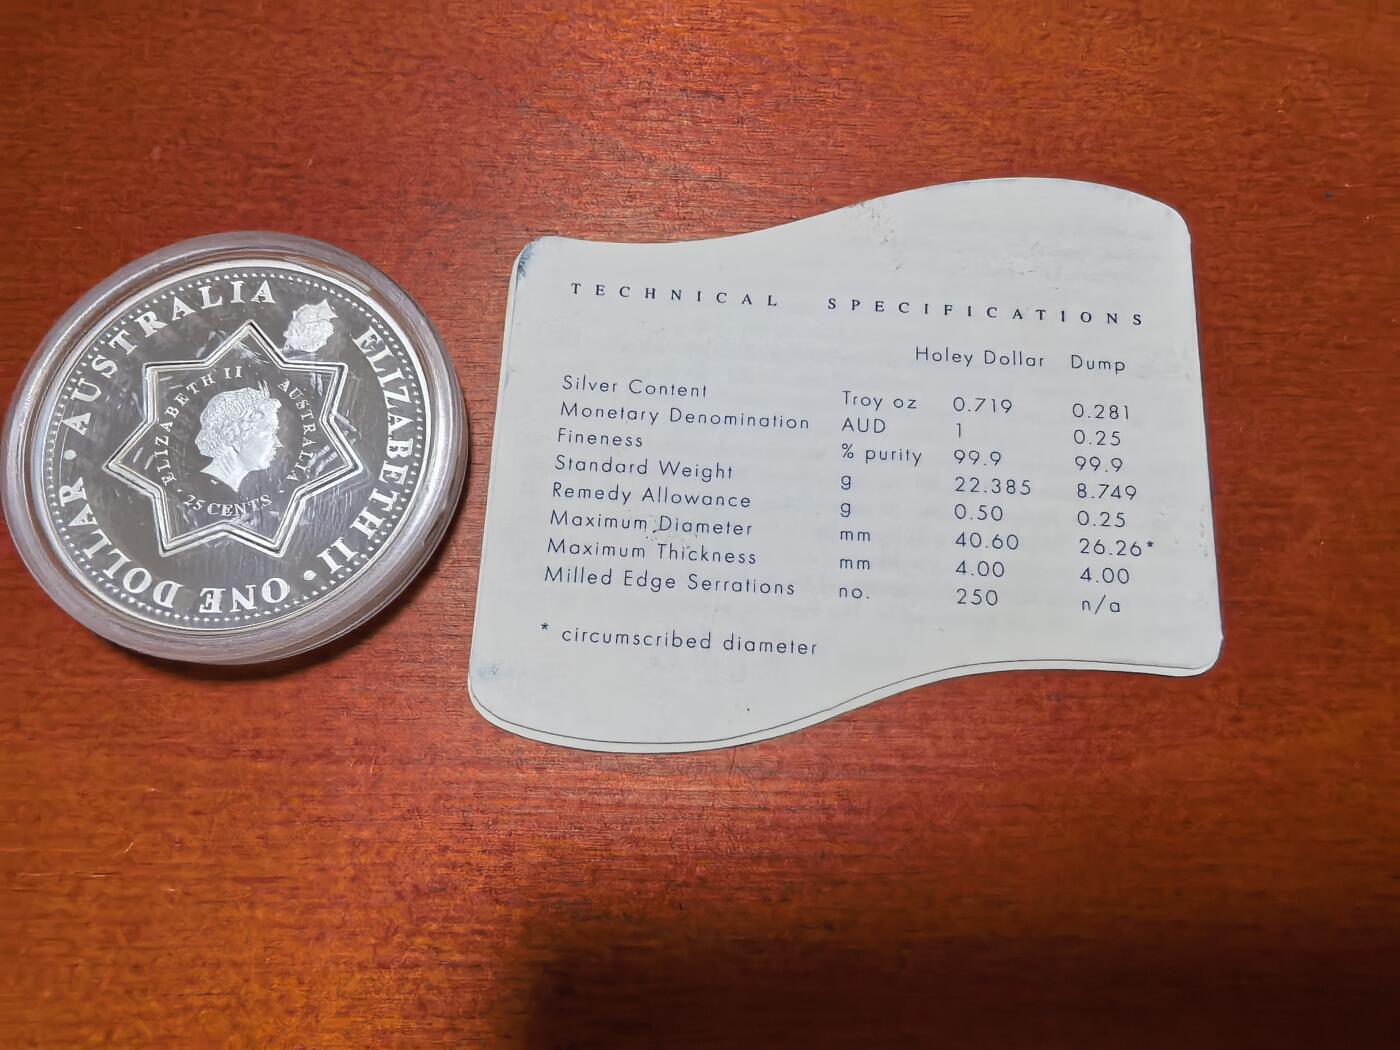 AUSTRALIA
ELIZABETH II • ONE DOLLAR •
ELIZABETH II
AUSTRALIA
• 25 CENTS •
TECHNICAL SPECIFICATIONS
Holey Dollar Dump
Silver Content Troy oz 0.719 0.281
Monetary Denomination AUD 1 0.25
Fineness % purity 99.9 99.9
Standard Weight g 22.385 8.749
Remedy Allowance g 0.50 0.25
Maximum Diameter mm 40.60 26.26*
Maximum Thickness mm 4.00 4.00
Milled Edge Serrations no. 250 n/a
* circumscribed diameter